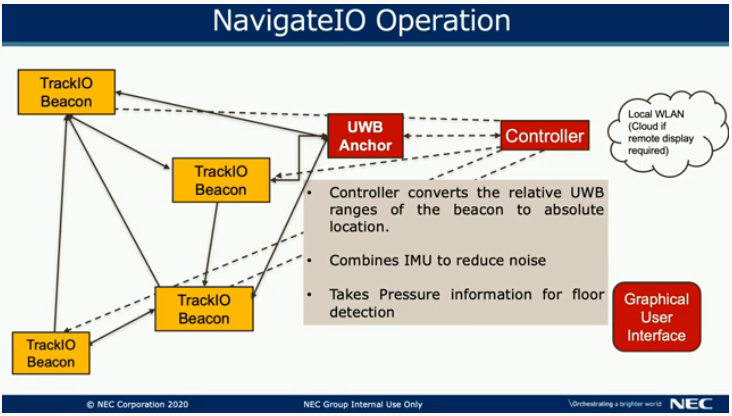 NavigateIO Operation
TrackIO
Beacon
UWB
Anchor
Controller
Local WLAN
(Cloud if
remote display
required)
TrackIO
Beacon
• Controller converts the relative UWB
ranges of the beacon to absolute
location.
• Combines IMU to reduce noise
• Takes Pressure information for floor
detection
TrackIO
Beacon
TrackIO
Beacon
Graphical
User
Interface
© NEC Corporation 2020
NEC Group Internal Use Only
\Orchestrating a brighter world
NEC